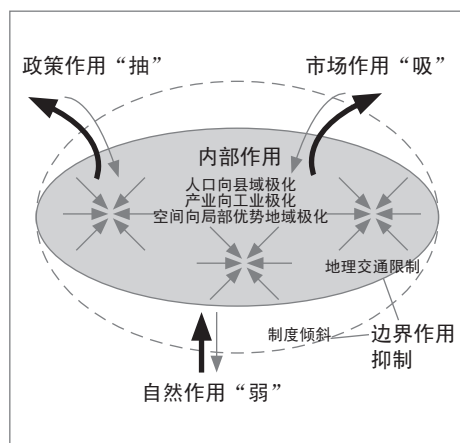 政策作用“抽”
市场作用“吸”
内部作用
人口向县域极化
产业向工业极化
空间向局部优势地域极化
地理交通限制
制度倾斜
边界作用
抑制
自然作用“弱”